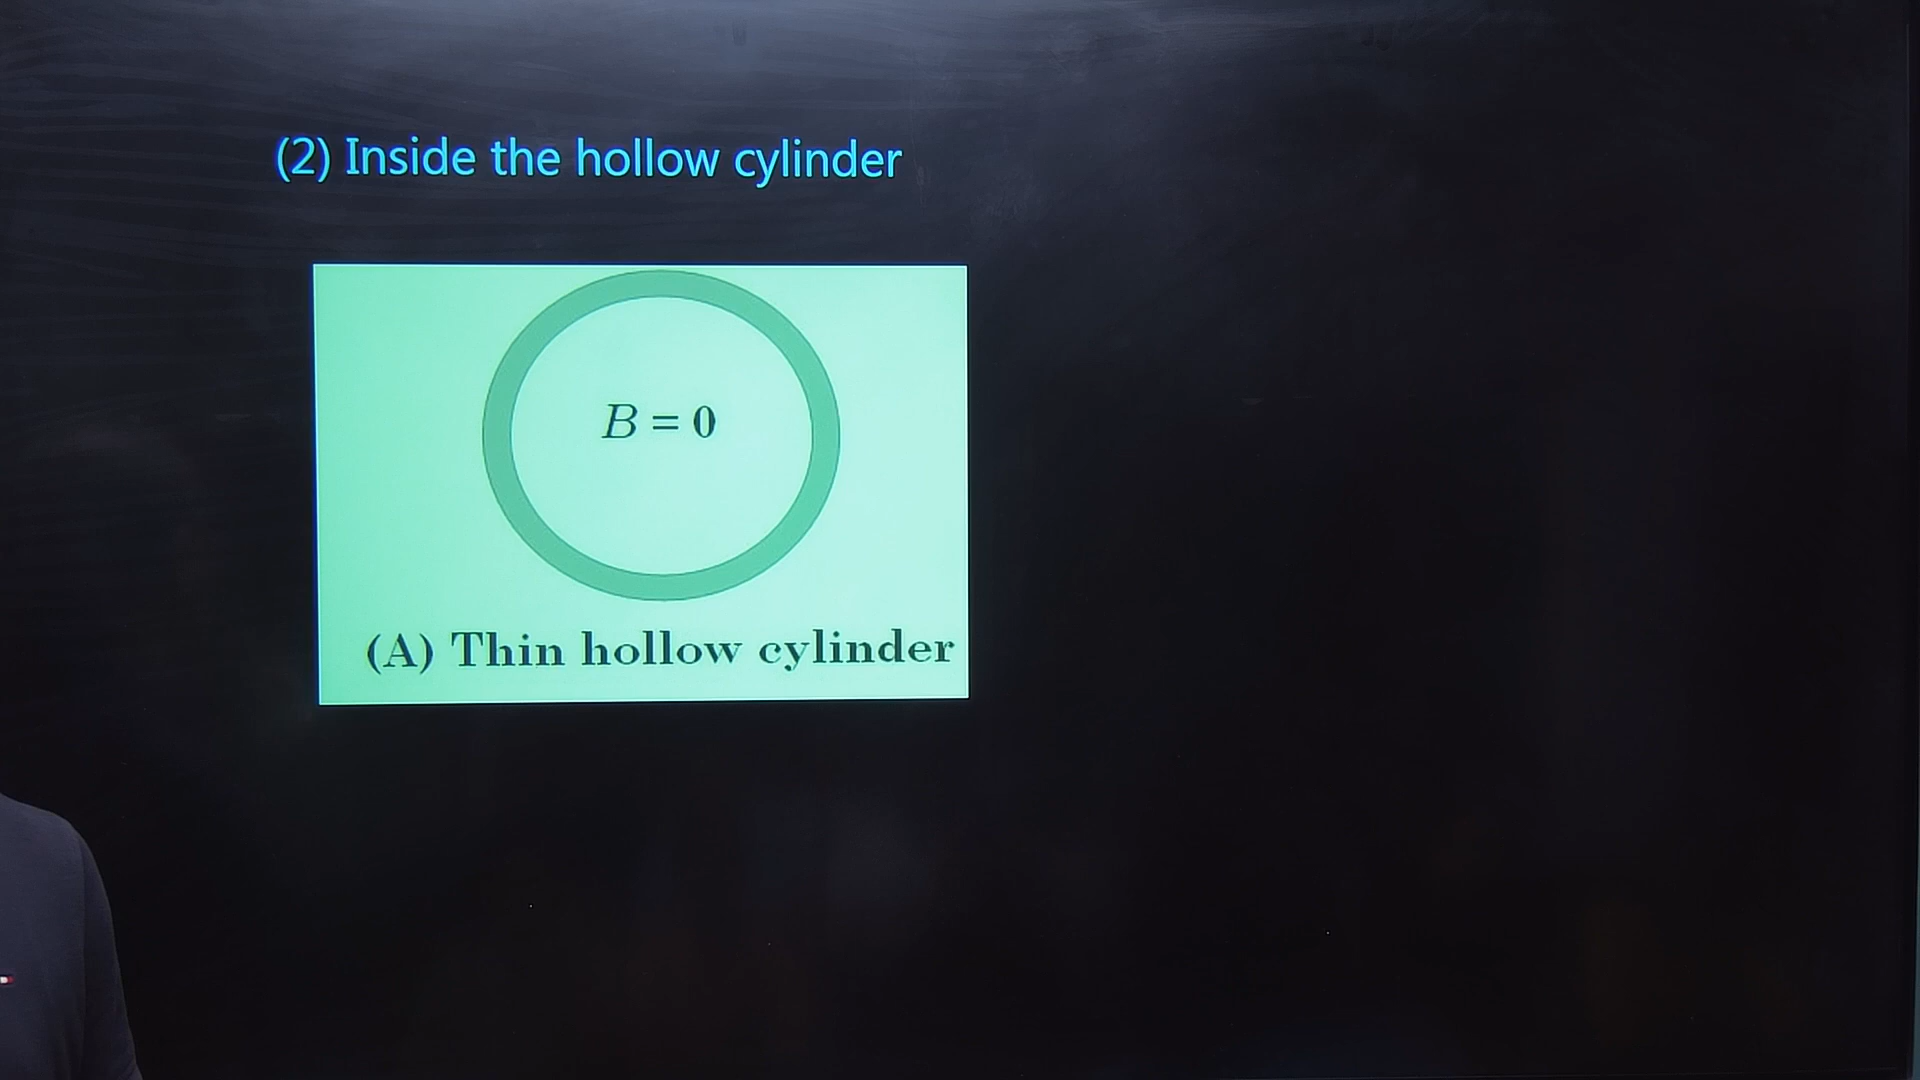 (2) Inside the hollow cylinder
B = 0
(A) Thin hollow cylinder